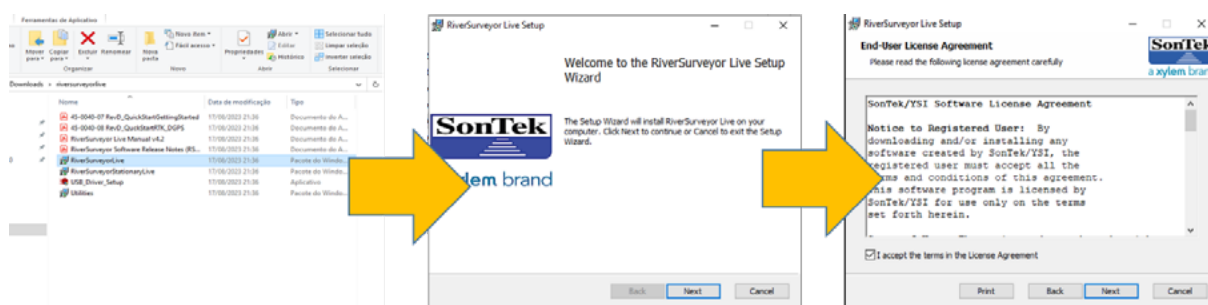 Ferramentas de Aplicativo
Mover para
Copiar para
Excluir
Renomear
Nova pasta
Novo item
Fácil acesso
Propriedades
Abrir
Editar
Histórico
Selecionar tudo
Limpar seleção
Inverter seleção
Organizar
Novo
Abrir
Selecionar
Downloads > riversurveyorlive
Nome
Data de modificação
Tipo
45-0040-07 RevD_QuickStartGettingStarted 17/08/2023 21:36 Documento do A...
45-0040-08 RevD_QuickStartRTK_DGPS 17/08/2023 21:36 Documento do A...
RiverSurveyor Live Manual v4.2 17/08/2023 21:36 Documento do A...
RiverSurveyor Software Release Notes (RS... 17/08/2023 21:36 Documento do A...
RiverSurveyorLive 17/08/2023 21:36 Pacote do Windo...
RiverSurveyorStationaryLive 17/08/2023 21:36 Pacote do Windo...
USB_Driver_Setup 17/08/2023 21:36 Aplicativo
Utilities 17/08/2023 21:36 Pacote do Windo...
RiverSurveyor Live Setup
Welcome to the RiverSurveyor Live Setup
Wizard
The Setup Wizard will install RiverSurveyor Live on your
computer. Click Next to continue or Cancel to exit the Setup
Wizard.
SonTek
brand
Back
Next
Cancel
RiverSurveyor Live Setup
End-User License Agreement
Please read the following license agreement carefully
SonTek
a xylem bran
SonTek/YSI Software License Agreement
Notice to Registered User: By
downloading and/or installing any
software created by SonTek/YSI, the
registered user must accept all the
terms and conditions of this agreement.
This software program is licensed by
SonTek/YSI for use only on the terms
set forth herein.
I accept the terms in the License Agreement
Print
Back
Next
Cancel